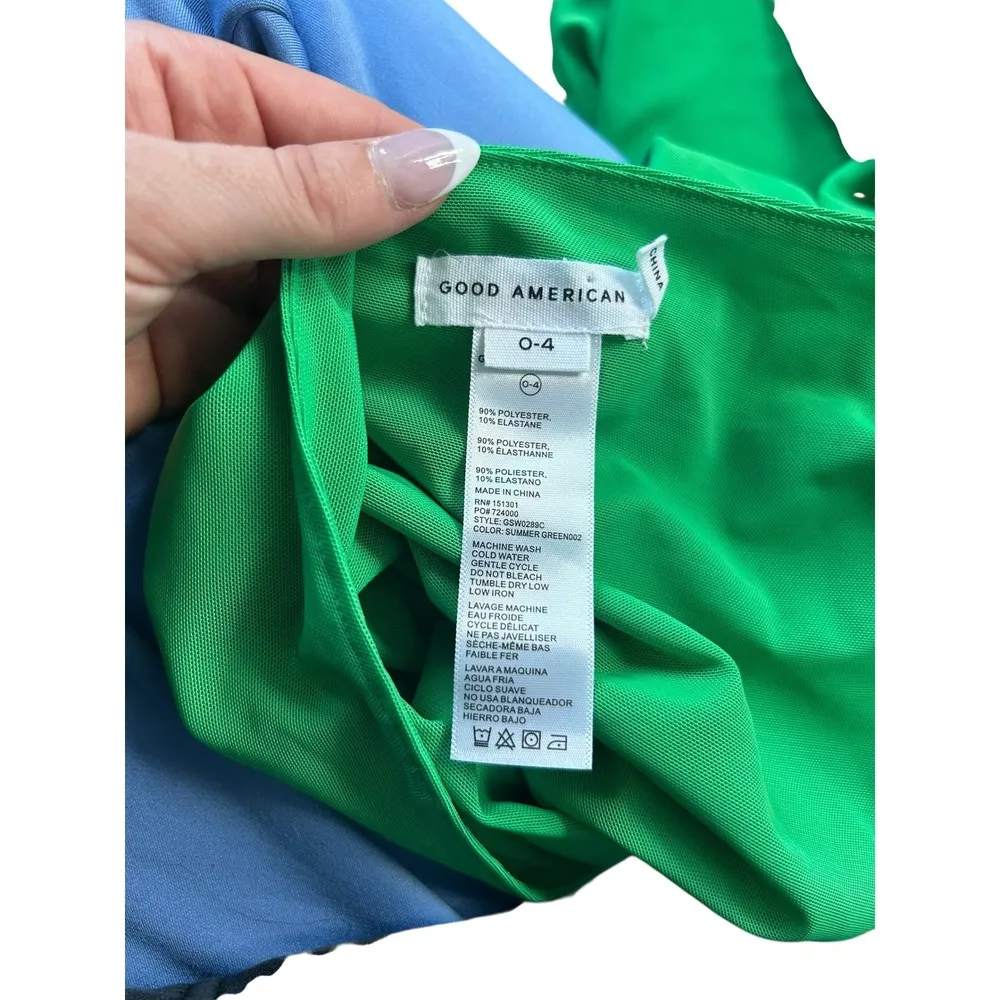 GOOD AMERICAN
CHINA
0-4
G
0-4
90% POLYESTER,
10% ELASTANE
90% POLYESTER,
10% ÉLASTHANNE
90% POLIESTER,
10% ELASTANO
MADE IN CHINA
RN# 151301
PO# 724000
STYLE: GSW0289C
COLOR: SUMMER GREEN002
MACHINE WASH
COLD WATER
GENTLE CYCLE
DO NOT BLEACH
TUMBLE DRY LOW
LOW IRON
LAVAGE MACHINE
EAU FROIDE
CYCLE DÉLICAT
NE PAS JAVELLISER
SÈCHE-MÊME BAS
FAIBLE FER
LAVAR A MAQUINA
AGUA FRIA
CICLO SUAVE
NO USA BLANQUEADOR
SECADORA BAJA
HIERRO BAJO